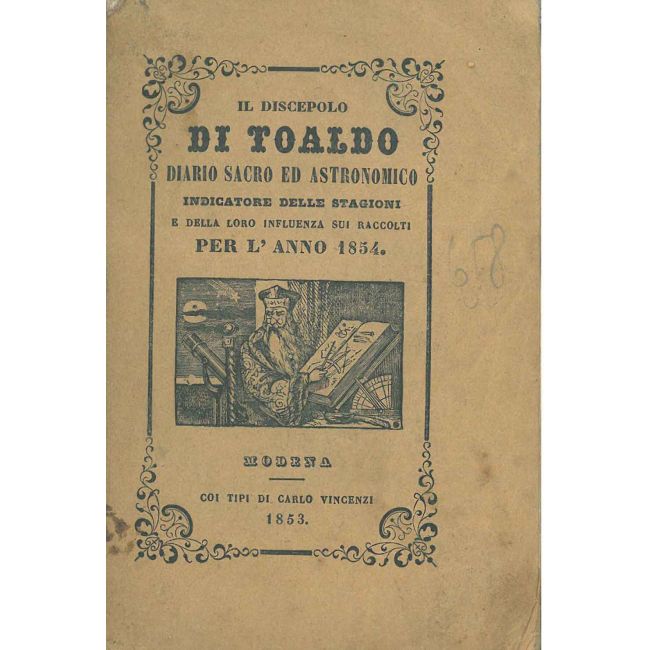 IL DISCEPOLO
DI TOALDO
DIARIO SACRO ED ASTRONOMICO
INDICATORE DELLE STAGIONI
E DELLA LORO INFLUENZA SUI RACCOLTI
PER L'ANNO 1854.
MODENA
COI TIPI DI CARLO VINCENZI
1853.